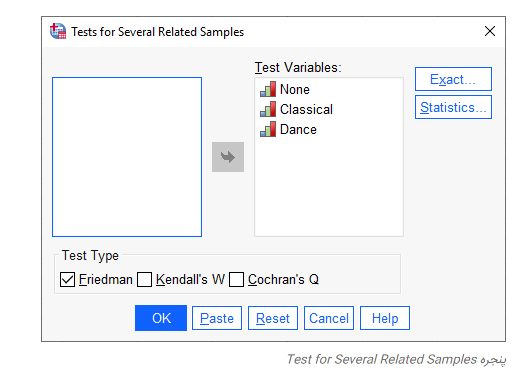 Tests for Several Related Samples
Test Variables:
None
Classical
Dance
Exact...
Statistics...
Test Type
Friedman Kendall's W Cochran's Q
OK Paste Reset Cancel Help
پنجره Test for Several Related Samples